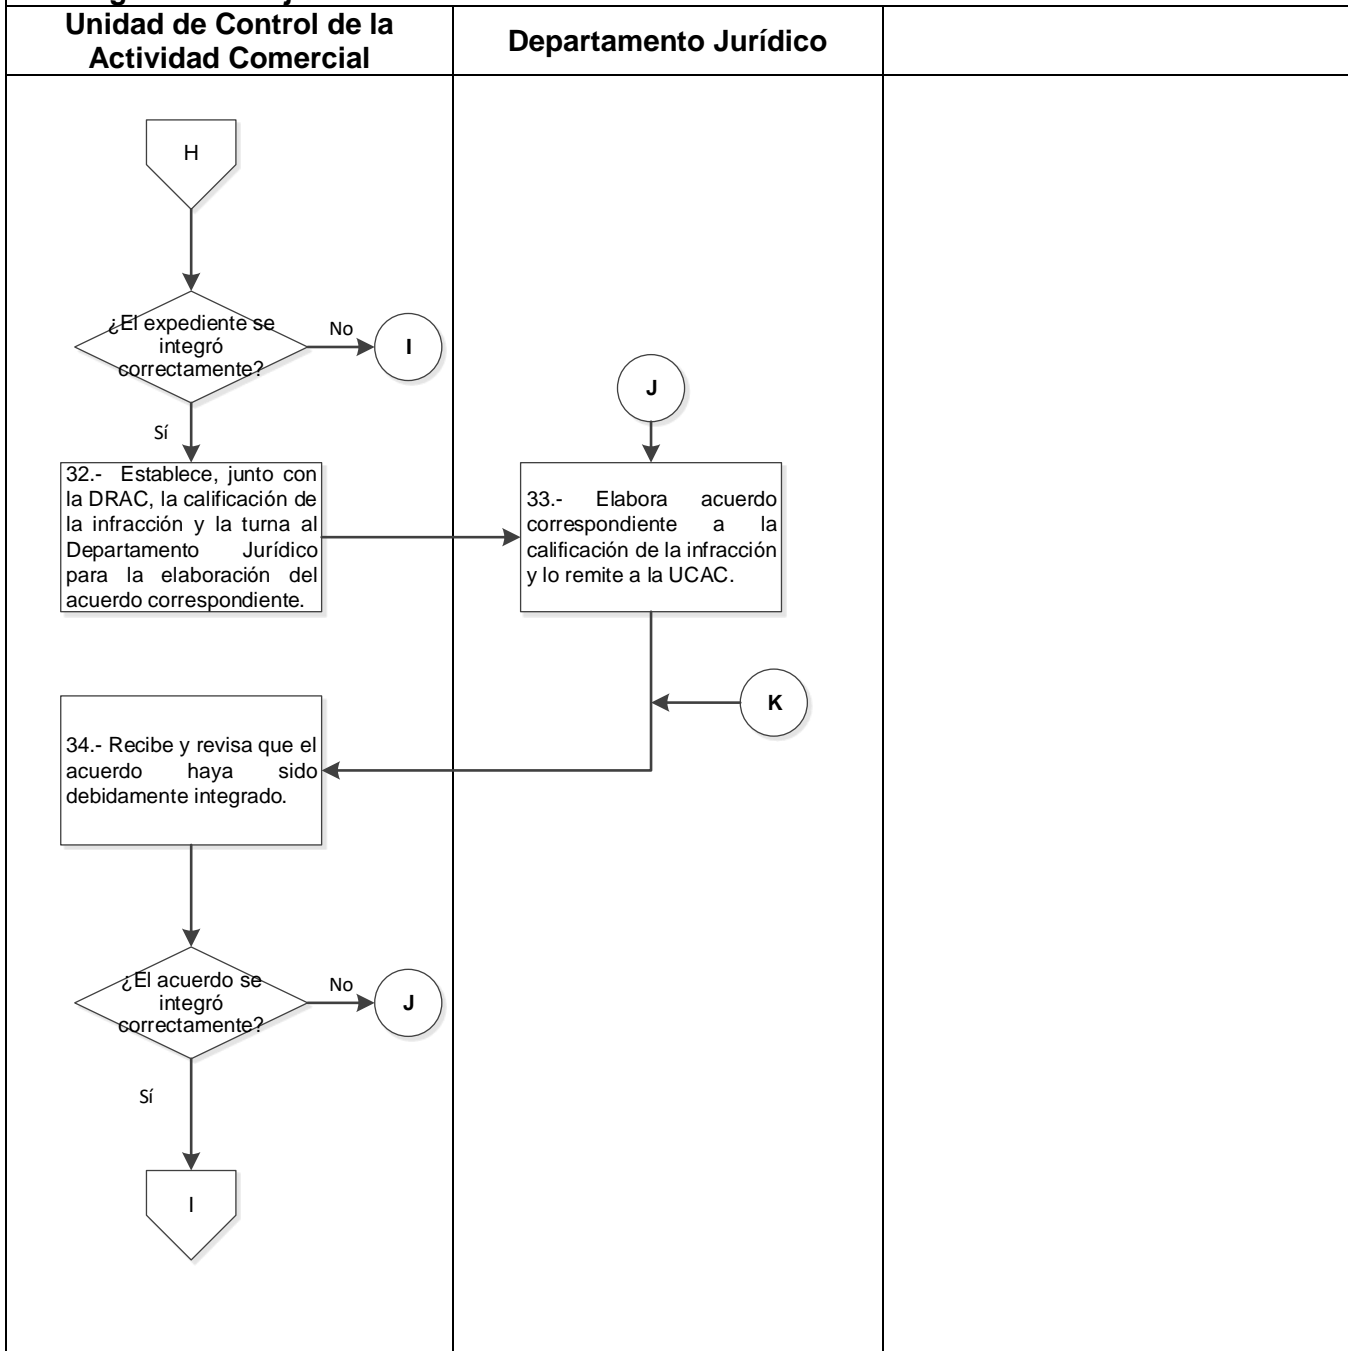 Unidad de Control de la
Actividad Comercial
Departamento Jurídico
H
¿El expediente se
integró
correctamente?
No
I
Sí
J
32.- Establece, junto con
la DRAC, la calificación de
la infracción y la turna al
Departamento Jurídico
para la elaboración del
acuerdo correspondiente.
33.- Elabora acuerdo
correspondiente a la
calificación de la infracción
y lo remite a la UCAC.
K
34.- Recibe y revisa que el
acuerdo haya sido
debidamente integrado.
¿El acuerdo se
integró
correctamente?
No
J
Sí
I